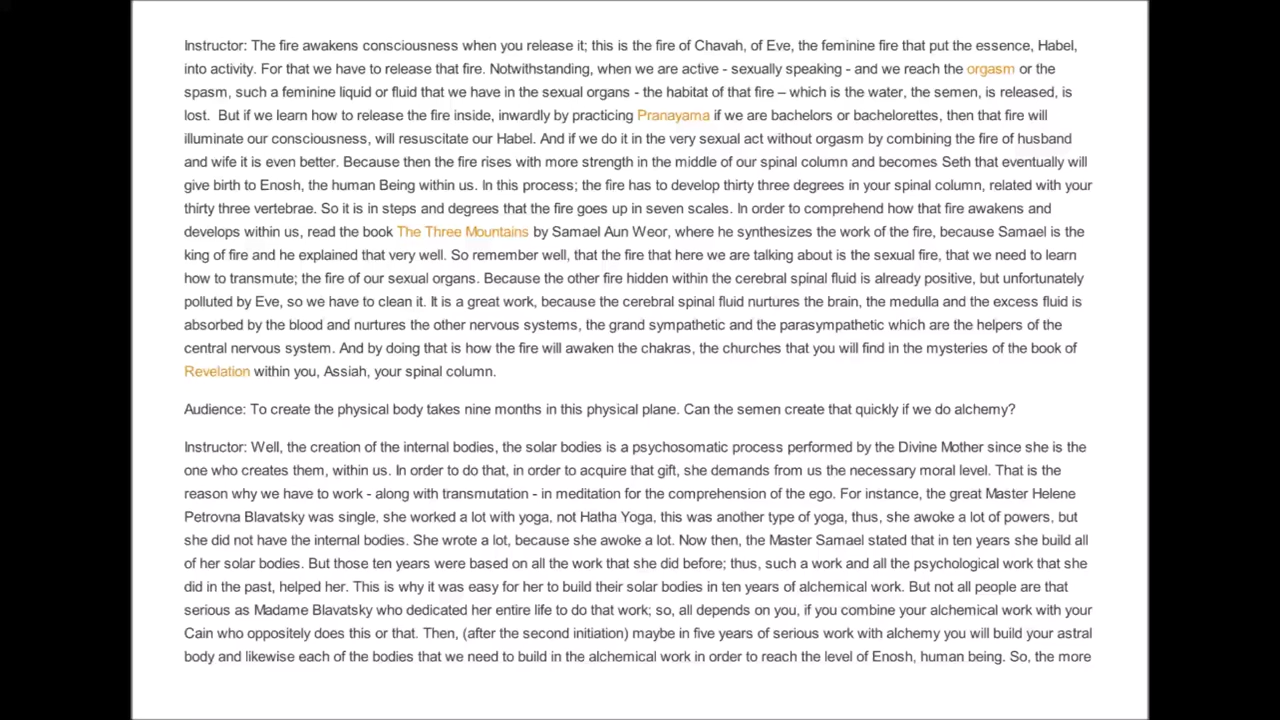 Instructor: The fire awakens consciousness when you release it; this is the fire of Chavah, of Eve, the feminine fire that put the essence, Habel,
into activity. For that we have to release that fire. Notwithstanding, when we are active - sexually speaking - and we reach the orgasm or the
spasm, such a feminine liquid or fluid that we have in the sexual organs - the habitat of that fire – which is the water, the semen, is released, is
lost. But if we learn how to release the fire inside, inwardly by practicing Pranayama if we are bachelors or bachelorettes, then that fire will
illuminate our consciousness, will resuscitate our Habel. And if we do it in the very sexual act without orgasm by combining the fire of husband
and wife it is even better. Because then the fire rises with more strength in the middle of our spinal column and becomes Seth that eventually will
give birth to Enosh, the human Being within us. In this process; the fire has to develop thirty three degrees in your spinal column, related with your
thirty three vertebrae. So it is in steps and degrees that the fire goes up in seven scales. In order to comprehend how that fire awakens and
develops within us, read the book The Three Mountains by Samael Aun Weor, where he synthesizes the work of the fire, because Samael is the
king of fire and he explained that very well. So remember well, that the fire that here we are talking about is the sexual fire, that we need to learn
how to transmute; the fire of our sexual organs. Because the other fire hidden within the cerebral spinal fluid is already positive, but unfortunately
polluted by Eve, so we have to clean it. It is a great work, because the cerebral spinal fluid nurtures the brain, the medulla and the excess fluid is
absorbed by the blood and nurtures the other nervous systems, the grand sympathetic and the parasympathetic which are the helpers of the
central nervous system. And by doing that is how the fire will awaken the chakras, the churches that you will find in the mysteries of the book of
Revelation within you, Assiah, your spinal column.
Audience: To create the physical body takes nine months in this physical plane. Can the semen create that quickly if we do alchemy?
Instructor: Well, the creation of the internal bodies, the solar bodies is a psychosomatic process performed by the Divine Mother since she is the
one who creates them, within us. In order to do that, in order to acquire that gift, she demands from us the necessary moral level. That is the
reason why we have to work - along with transmutation - in meditation for the comprehension of the ego. For instance, the great Master Helene
Petrovna Blavatsky was single, she worked a lot with yoga, not Hatha Yoga, this was another type of yoga, thus, she awoke a lot of powers, but
she did not have the internal bodies. She wrote a lot, because she awoke a lot. Now then, the Master Samael stated that in ten years she build all
of her solar bodies. But those ten years were based on all the work that she did before; thus, such a work and all the psychological work that she
did in the past, helped her. This is why it was easy for her to build their solar bodies in ten years of alchemical work. But not all people are that
serious as Madame Blavatsky who dedicated her entire life to do that work; so, all depends on you, if you combine your alchemical work with your
Cain who oppositely does this or that. Then, (after the second initiation) maybe in five years of serious work with alchemy you will build your astral
body and likewise each of the bodies that we need to build in the alchemical work in order to reach the level of Enosh, human being. So, the more